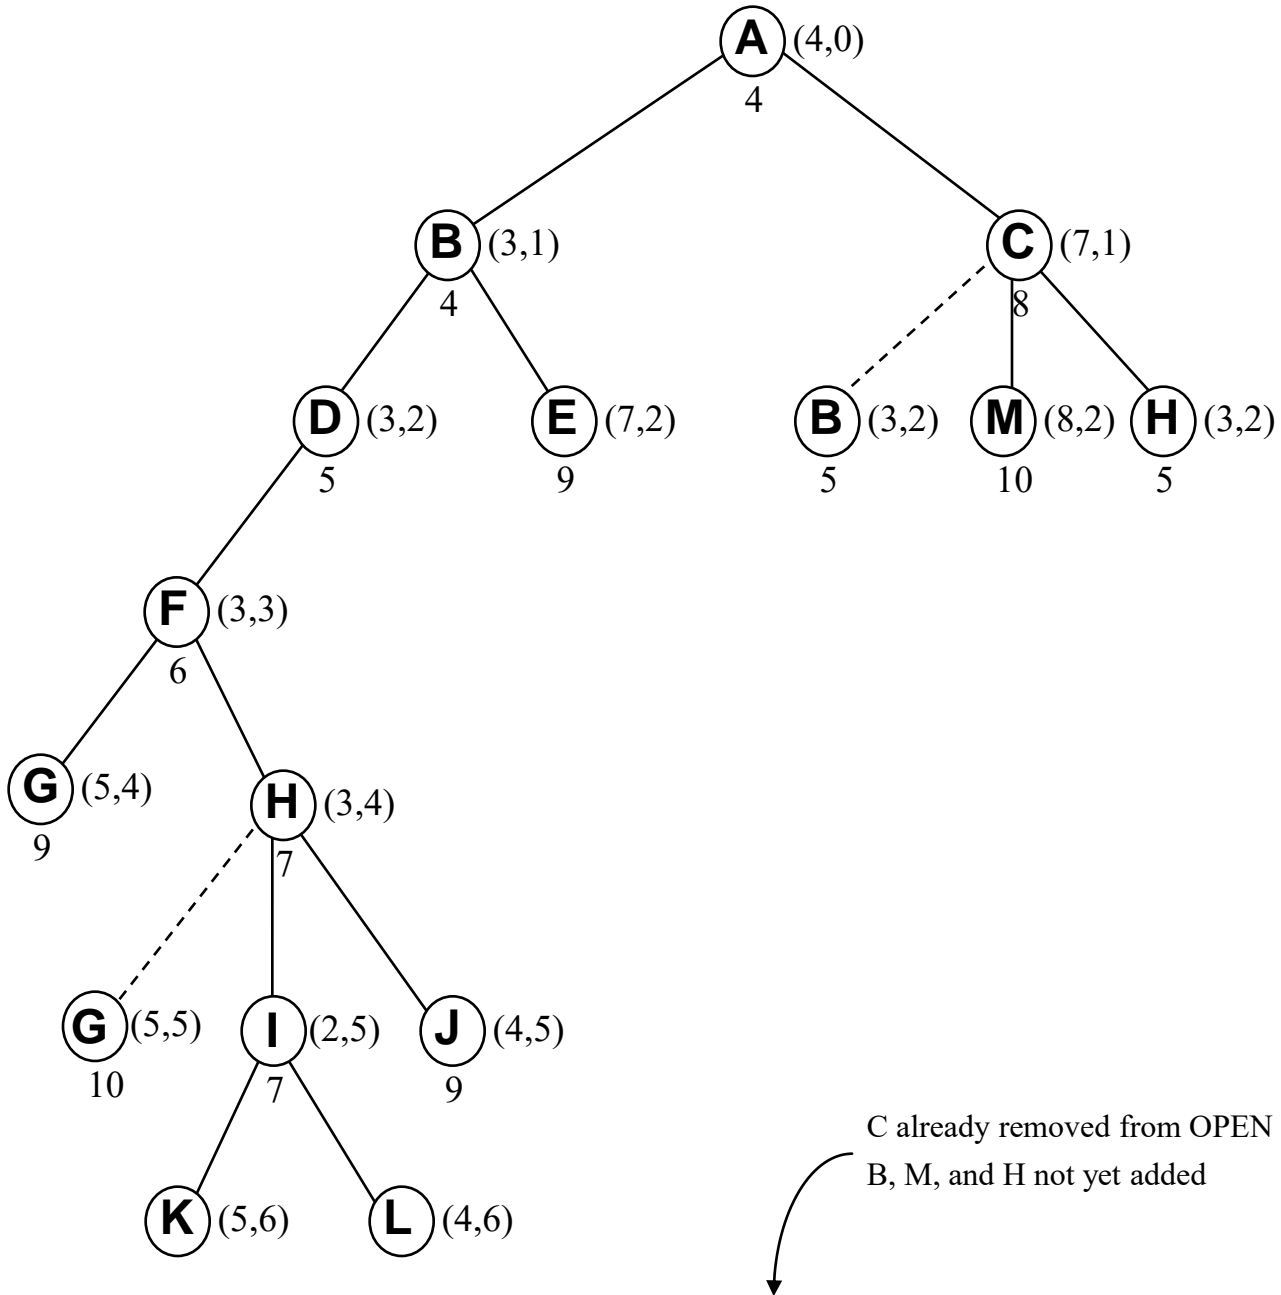 A (4,0)
4
B (3,1)
C (7,1)
4
8
D (3,2)
E (7,2)
B (3,2)
M (8,2)
H (3,2)
5
9
5
10
5
F (3,3)
6
G (5,4)
H (3,4)
9
7
G (5,5)
I (2,5)
J (4,5)
10
7
9
C already removed from OPEN
B, M, and H not yet added
K (5,6)
L (4,6)